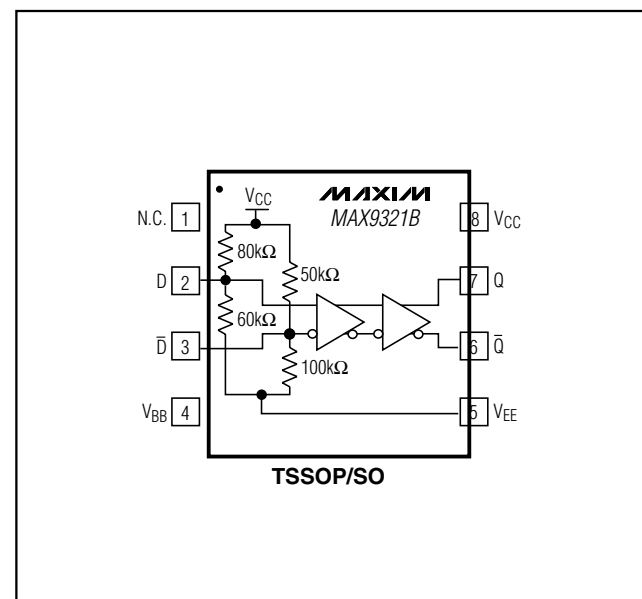 MAXIM
MAX9321B
V_CC
N.C. 1
8 V_CC
80kΩ
50kΩ
D 2
7 Q
60kΩ
D̅ 3
6 Q̅
100kΩ
V_BB 4
5 V_EE
TSSOP/SO